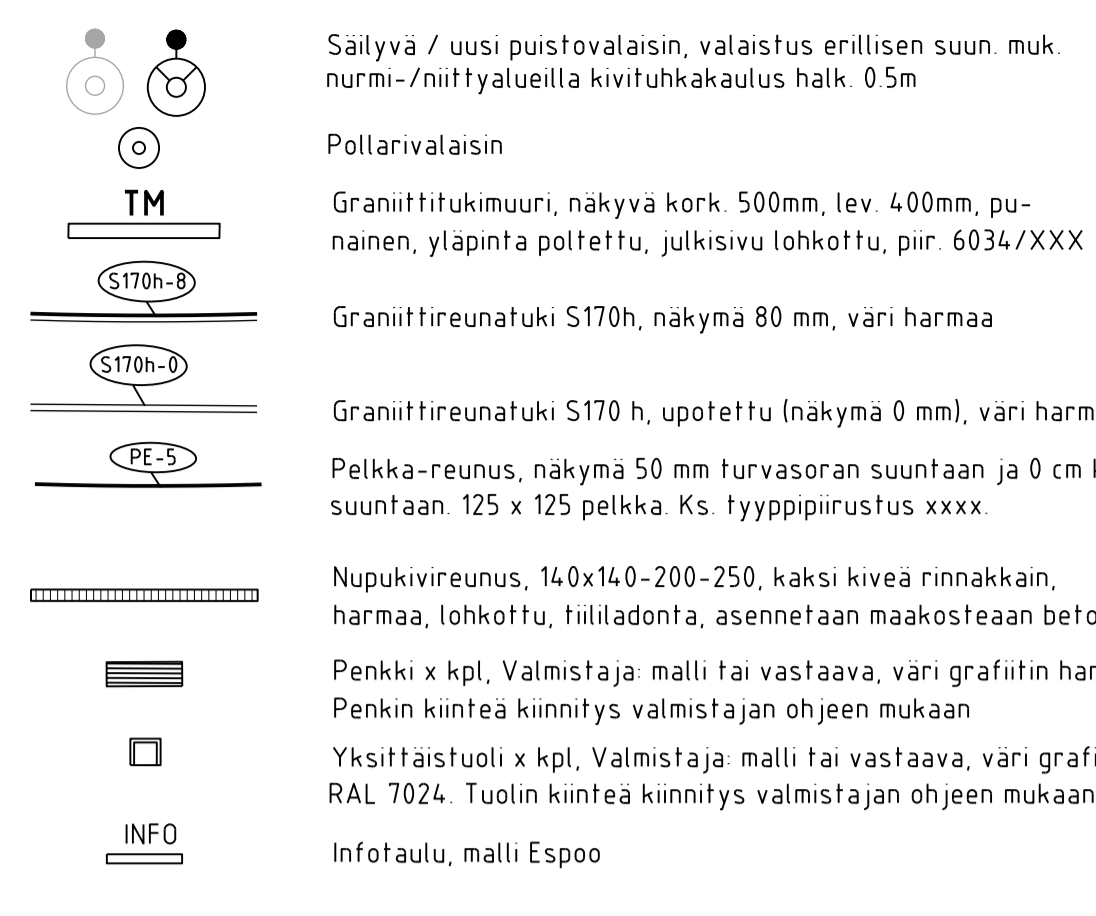 Säilyvä / uusi puistovalaisin, valaistus erillisen suun. muk.
nurmi-/niittyalueilla kivituhkakaulus halk. 0.5m
Pollarivalaisin
TM
Graniittitukimuuri, näkyvä kork. 500mm, lev. 400mm, pu-
nainen, yläpinta poltettu, julkisivu lohkottu, piir. 6034/XXX
S170h-8
Graniittireunatuki S170h, näkymä 80 mm, väri harmaa
S170h-0
Graniittireunatuki S170 h, upotettu (näkymä 0 mm), väri harm
PE-5
Pelkka-reunus, näkymä 50 mm turvasoran suuntaan ja 0 cm
suuntaan. 125 x 125 pelkka. Ks. tyyppipiirustus xxxx.
Nupukivireunus, 140x140-200-250, kaksi kiveä rinnakkain,
harmaa, lohkottu, tiililadonta, asennetaan maakosteaan beto
Penkki x kpl, Valmistaja: malli tai vastaava, väri grafiitin har
Penkin kiinteä kiinnitys valmistajan ohjeen mukaan
Yksittäistuoli x kpl, Valmistaja: malli tai vastaava, väri grafi
RAL 7024. Tuolin kiinteä kiinnitys valmistajan ohjeen mukaan
INFO
Infotaulu, malli Espoo